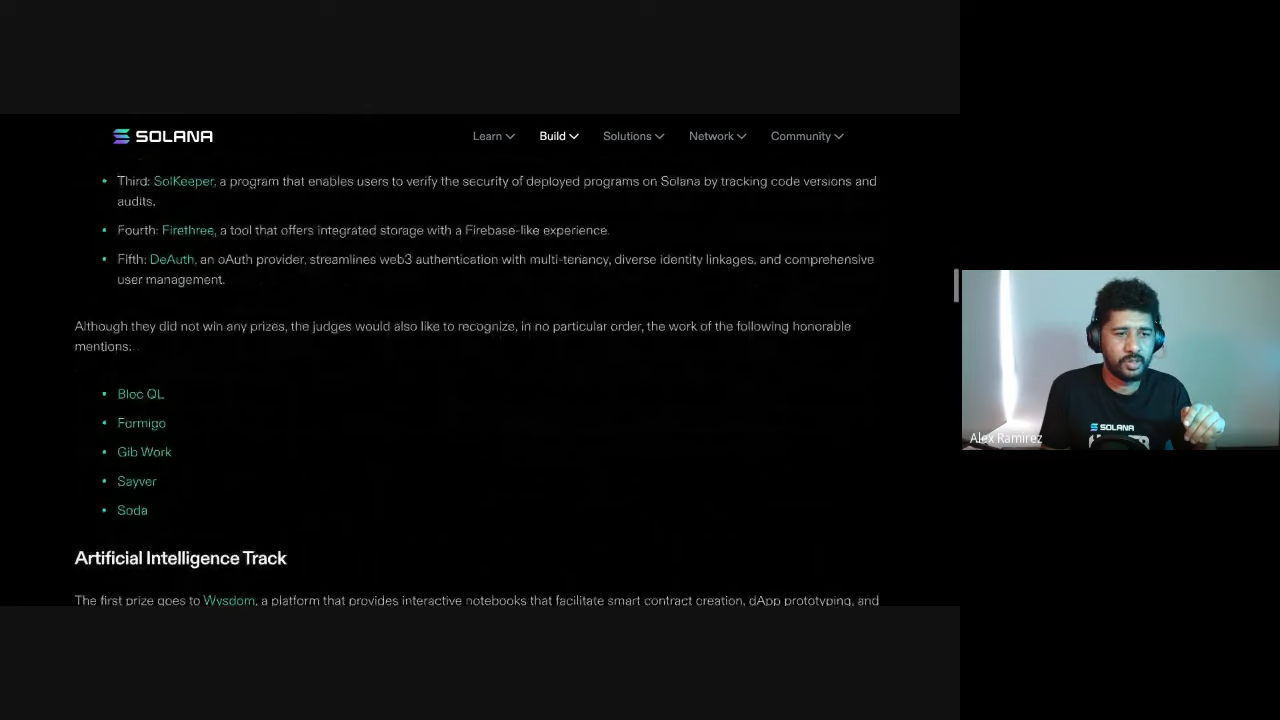 SOLANA
Learn Build Solutions Network Community
• Third: SolKeeper, a program that enables users to verify the security of deployed programs on Solana by tracking code versions and
audits.
• Fourth: Firethree, a tool that offers integrated storage with a Firebase-like experience.
• Fifth: DeAuth, an oAuth provider, streamlines web3 authentication with multi-tenancy, diverse identity linkages, and comprehensive
user management.
Although they did not win any prizes, the judges would also like to recognize, in no particular order, the work of the following honorable
mentions:
• Bloc QL
• Formigo
• Gib Work
• Sayver
• Soda
Artificial Intelligence Track
The first prize goes to Wysdom, a platform that provides interactive notebooks that facilitate smart contract creation, dApp prototyping, and
SOLANA
Alex Ramirez